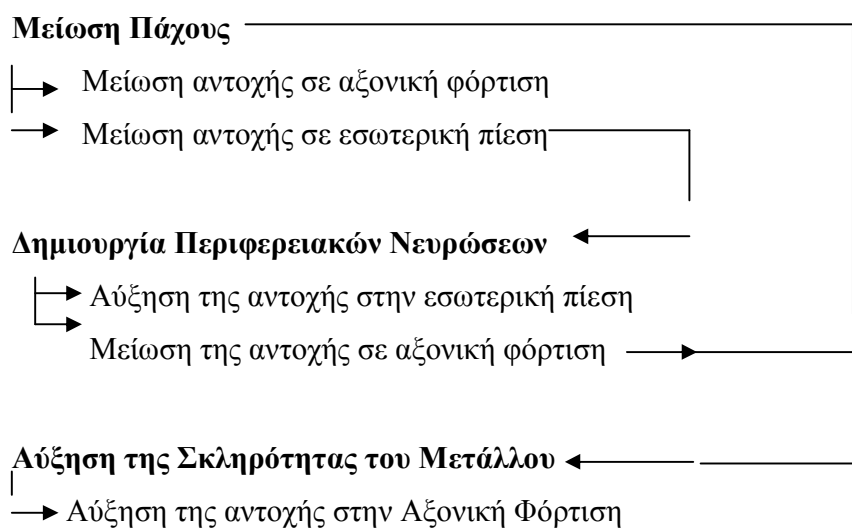 Μείωση Πάχους
Μείωση αντοχής σε αξονική φόρτιση
Μείωση αντοχής σε εσωτερική πίεση
Δημιουργία Περιφερειακών Νευρώσεων
Αύξηση της αντοχής στην εσωτερική πίεση
Μείωση της αντοχής σε αξονική φόρτιση
Αύξηση της Σκληρότητας του Μετάλλου
Αύξηση της αντοχής στην Αξονική Φόρτιση